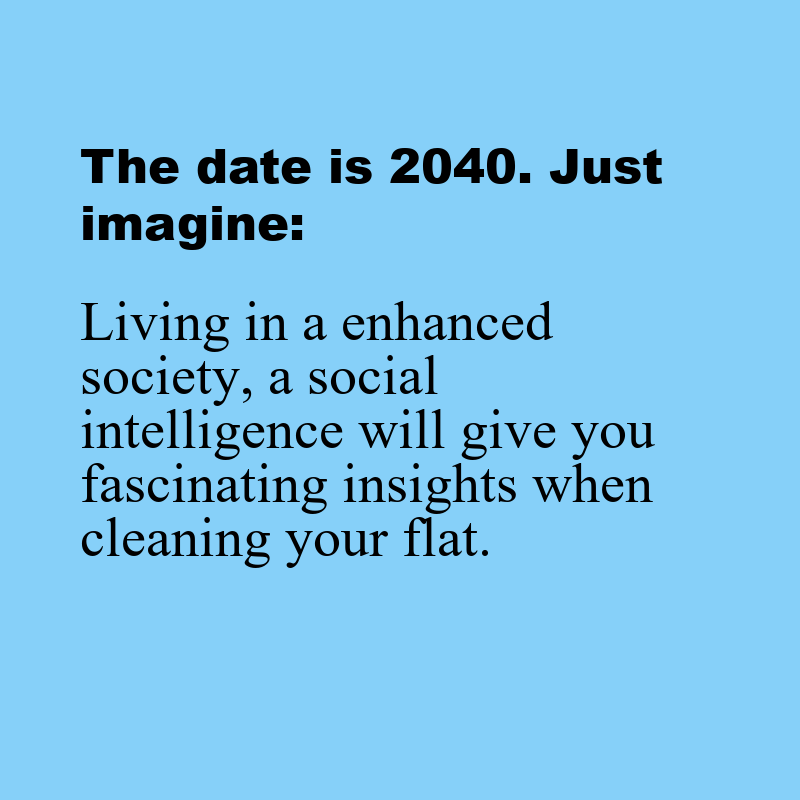 The date is 2040. Just
imagine:
Living in a enhanced
society, a social
intelligence will give you
fascinating insights when
cleaning your flat.